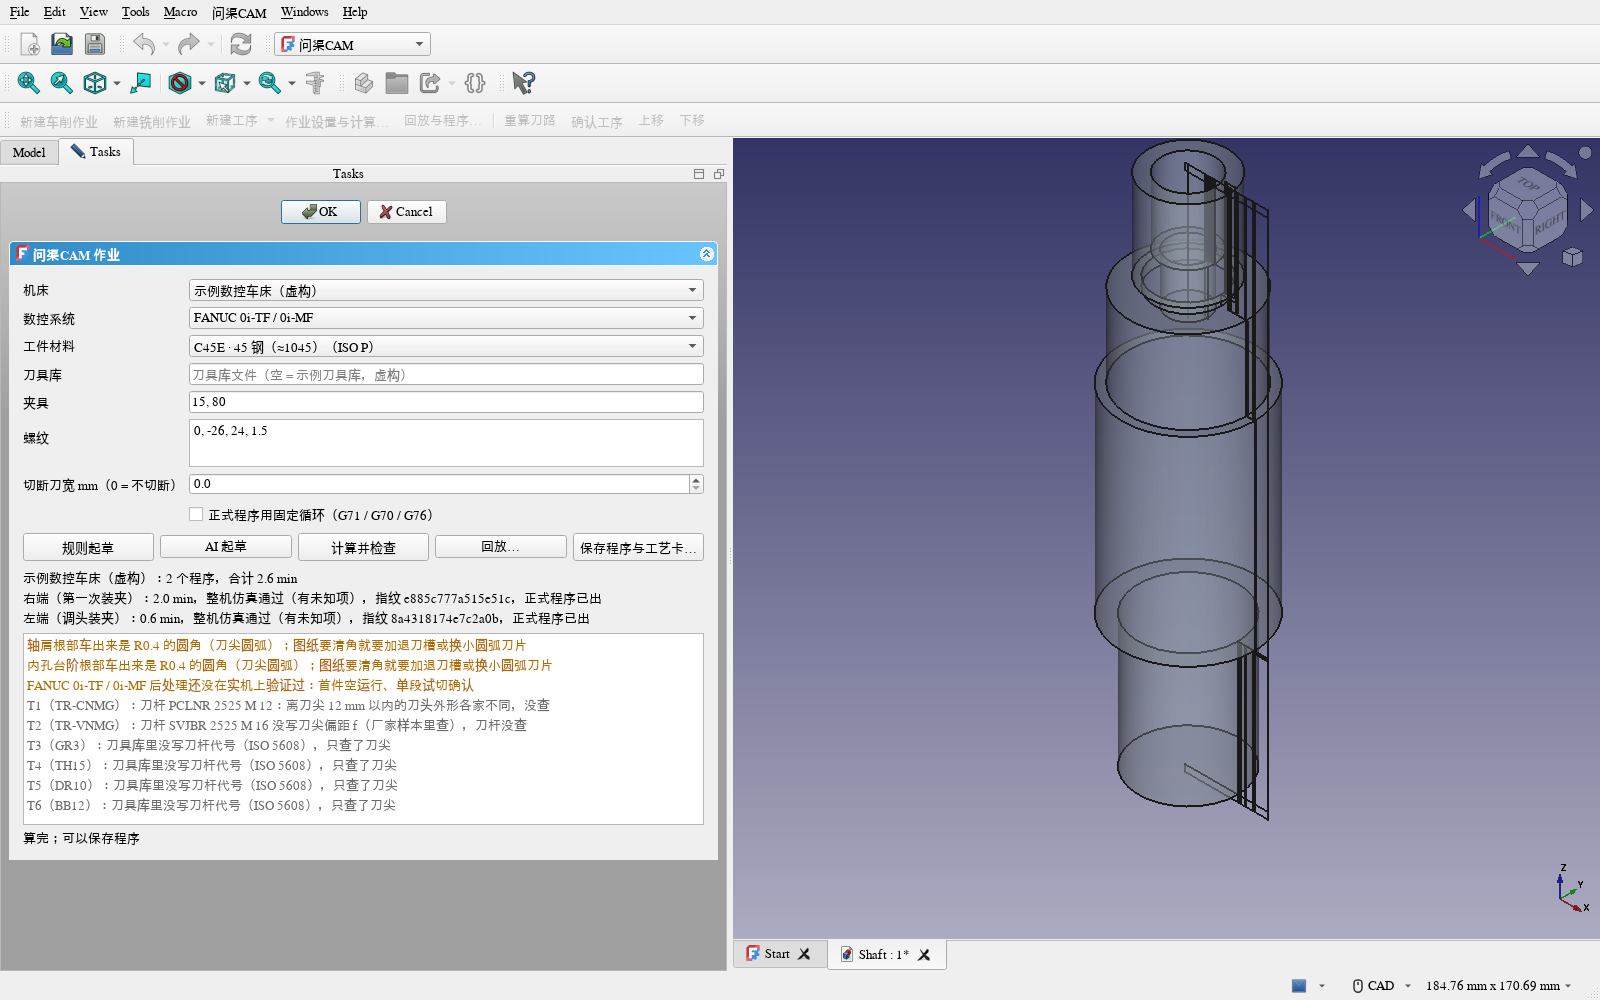 File Edit View Tools Macro 问渠CAM Windows Help
问渠CAM
新建车削作业 新建铣削作业 新建工序 作业设置与计算… 回放与程序… 重算刀路 确认工序 上移 下移
Model Tasks
Tasks
OK Cancel
问渠CAM 作业
机床 示例数控车床（虚构）
数控系统 FANUC 0i-TF / 0i-MF
工件材料 C45E · 45 钢（≈1045）（ISO P）
刀具库 刀具库文件（空 = 示例刀具库，虚构）
夹具 15, 80
螺纹 0, -26, 24, 1.5
切断刀宽 mm（0 = 不切断） 0.0
正式程序用固定循环（G71 / G70 / G76）
规则起草 AI 起草 计算并检查 回放… 保存程序与工艺卡…
示例数控车床（虚构）：2 个程序，合计 2.6 min
右端（第一次装夹）：2.0 min，整机仿真通过（有未知项），指纹 e885c777a515e51c，正式程序已出
左端（调头装夹）：0.6 min，整机仿真通过（有未知项），指纹 8a4318174e7c2a0b，正式程序已出
轴肩根部车出来是 R0.4 的圆角（刀尖圆弧）；图纸要清角就要加退刀槽或换小圆弧刀片
内孔台阶根部车出来是 R0.4 的圆角（刀尖圆弧）；图纸要清角就要加退刀槽或换小圆弧刀片
FANUC 0i-TF / 0i-MF 后处理还没在实机上验证过：首件空运行、单段试切确认
T1（TR-CNMG）：刀杆 PCLNR 2525 M 12：离刀尖 12 mm 以内的刀头外形各家不同，没查
T2（TR-VNMG）：刀杆 SVJBR 2525 M 16 没写刀尖偏距 f（厂家样本里查），刀杆没查
T3（GR3）：刀具库里没写刀杆代号（ISO 5608），只查了刀尖
T4（TH15）：刀具库里没写刀杆代号（ISO 5608），只查了刀尖
T5（DR10）：刀具库里没写刀杆代号（ISO 5608），只查了刀尖
T6（BB12）：刀具库里没写刀杆代号（ISO 5608），只查了刀尖
算完；可以保存程序
TOP
FRONT RIGHT
Z
Y
X
Start Shaft : 1*
CAD 184.76 mm x 170.69 mm